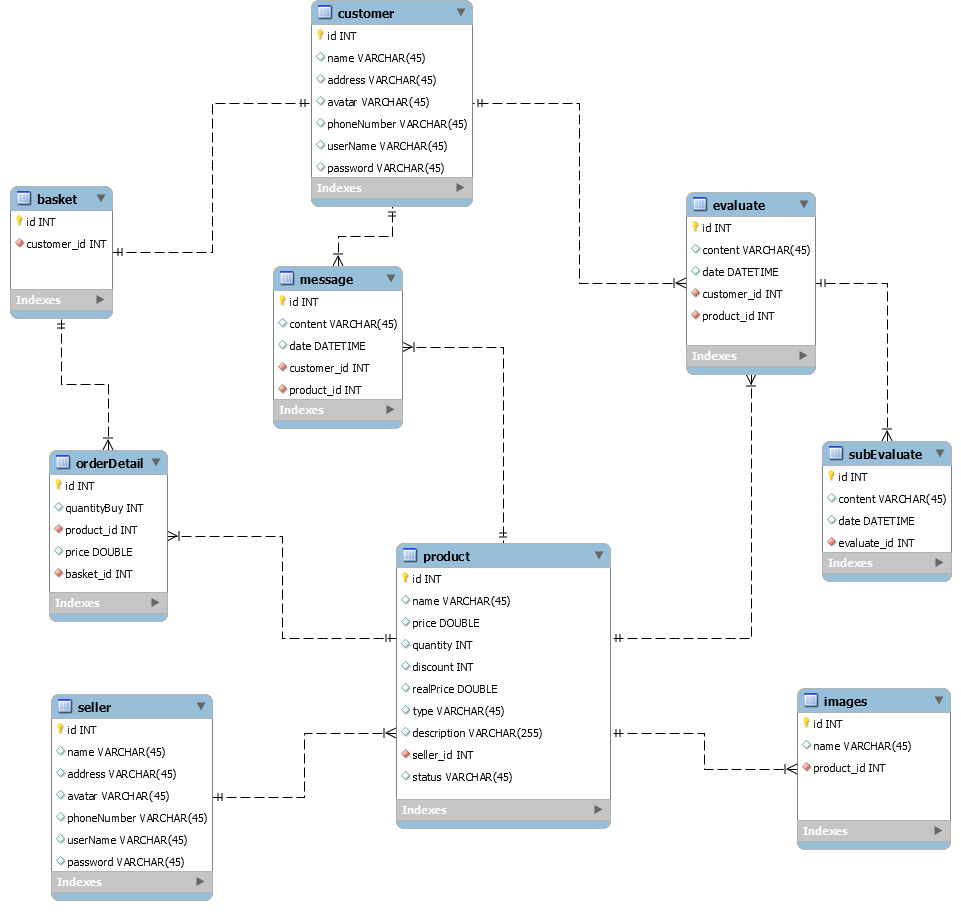 customer
id INT
name VARCHAR(45)
address VARCHAR(45)
avatar VARCHAR(45)
phoneNumber VARCHAR(45)
userName VARCHAR(45)
password VARCHAR(45)
Indexes
basket
id INT
customer_id INT
Indexes
evaluate
id INT
content VARCHAR(45)
date DATETIME
customer_id INT
product_id INT
Indexes
message
id INT
content VARCHAR(45)
date DATETIME
customer_id INT
product_id INT
Indexes
orderDetail
id INT
quantityBuy INT
product_id INT
price DOUBLE
basket_id INT
Indexes
subEvaluate
id INT
content VARCHAR(45)
date DATETIME
evaluate_id INT
Indexes
product
id INT
name VARCHAR(45)
price DOUBLE
quantity INT
discount INT
realPrice DOUBLE
type VARCHAR(45)
description VARCHAR(255)
seller_id INT
status VARCHAR(45)
Indexes
seller
id INT
name VARCHAR(45)
address VARCHAR(45)
avatar VARCHAR(45)
phoneNumber VARCHAR(45)
userName VARCHAR(45)
password VARCHAR(45)
Indexes
images
id INT
name VARCHAR(45)
product_id INT
Indexes